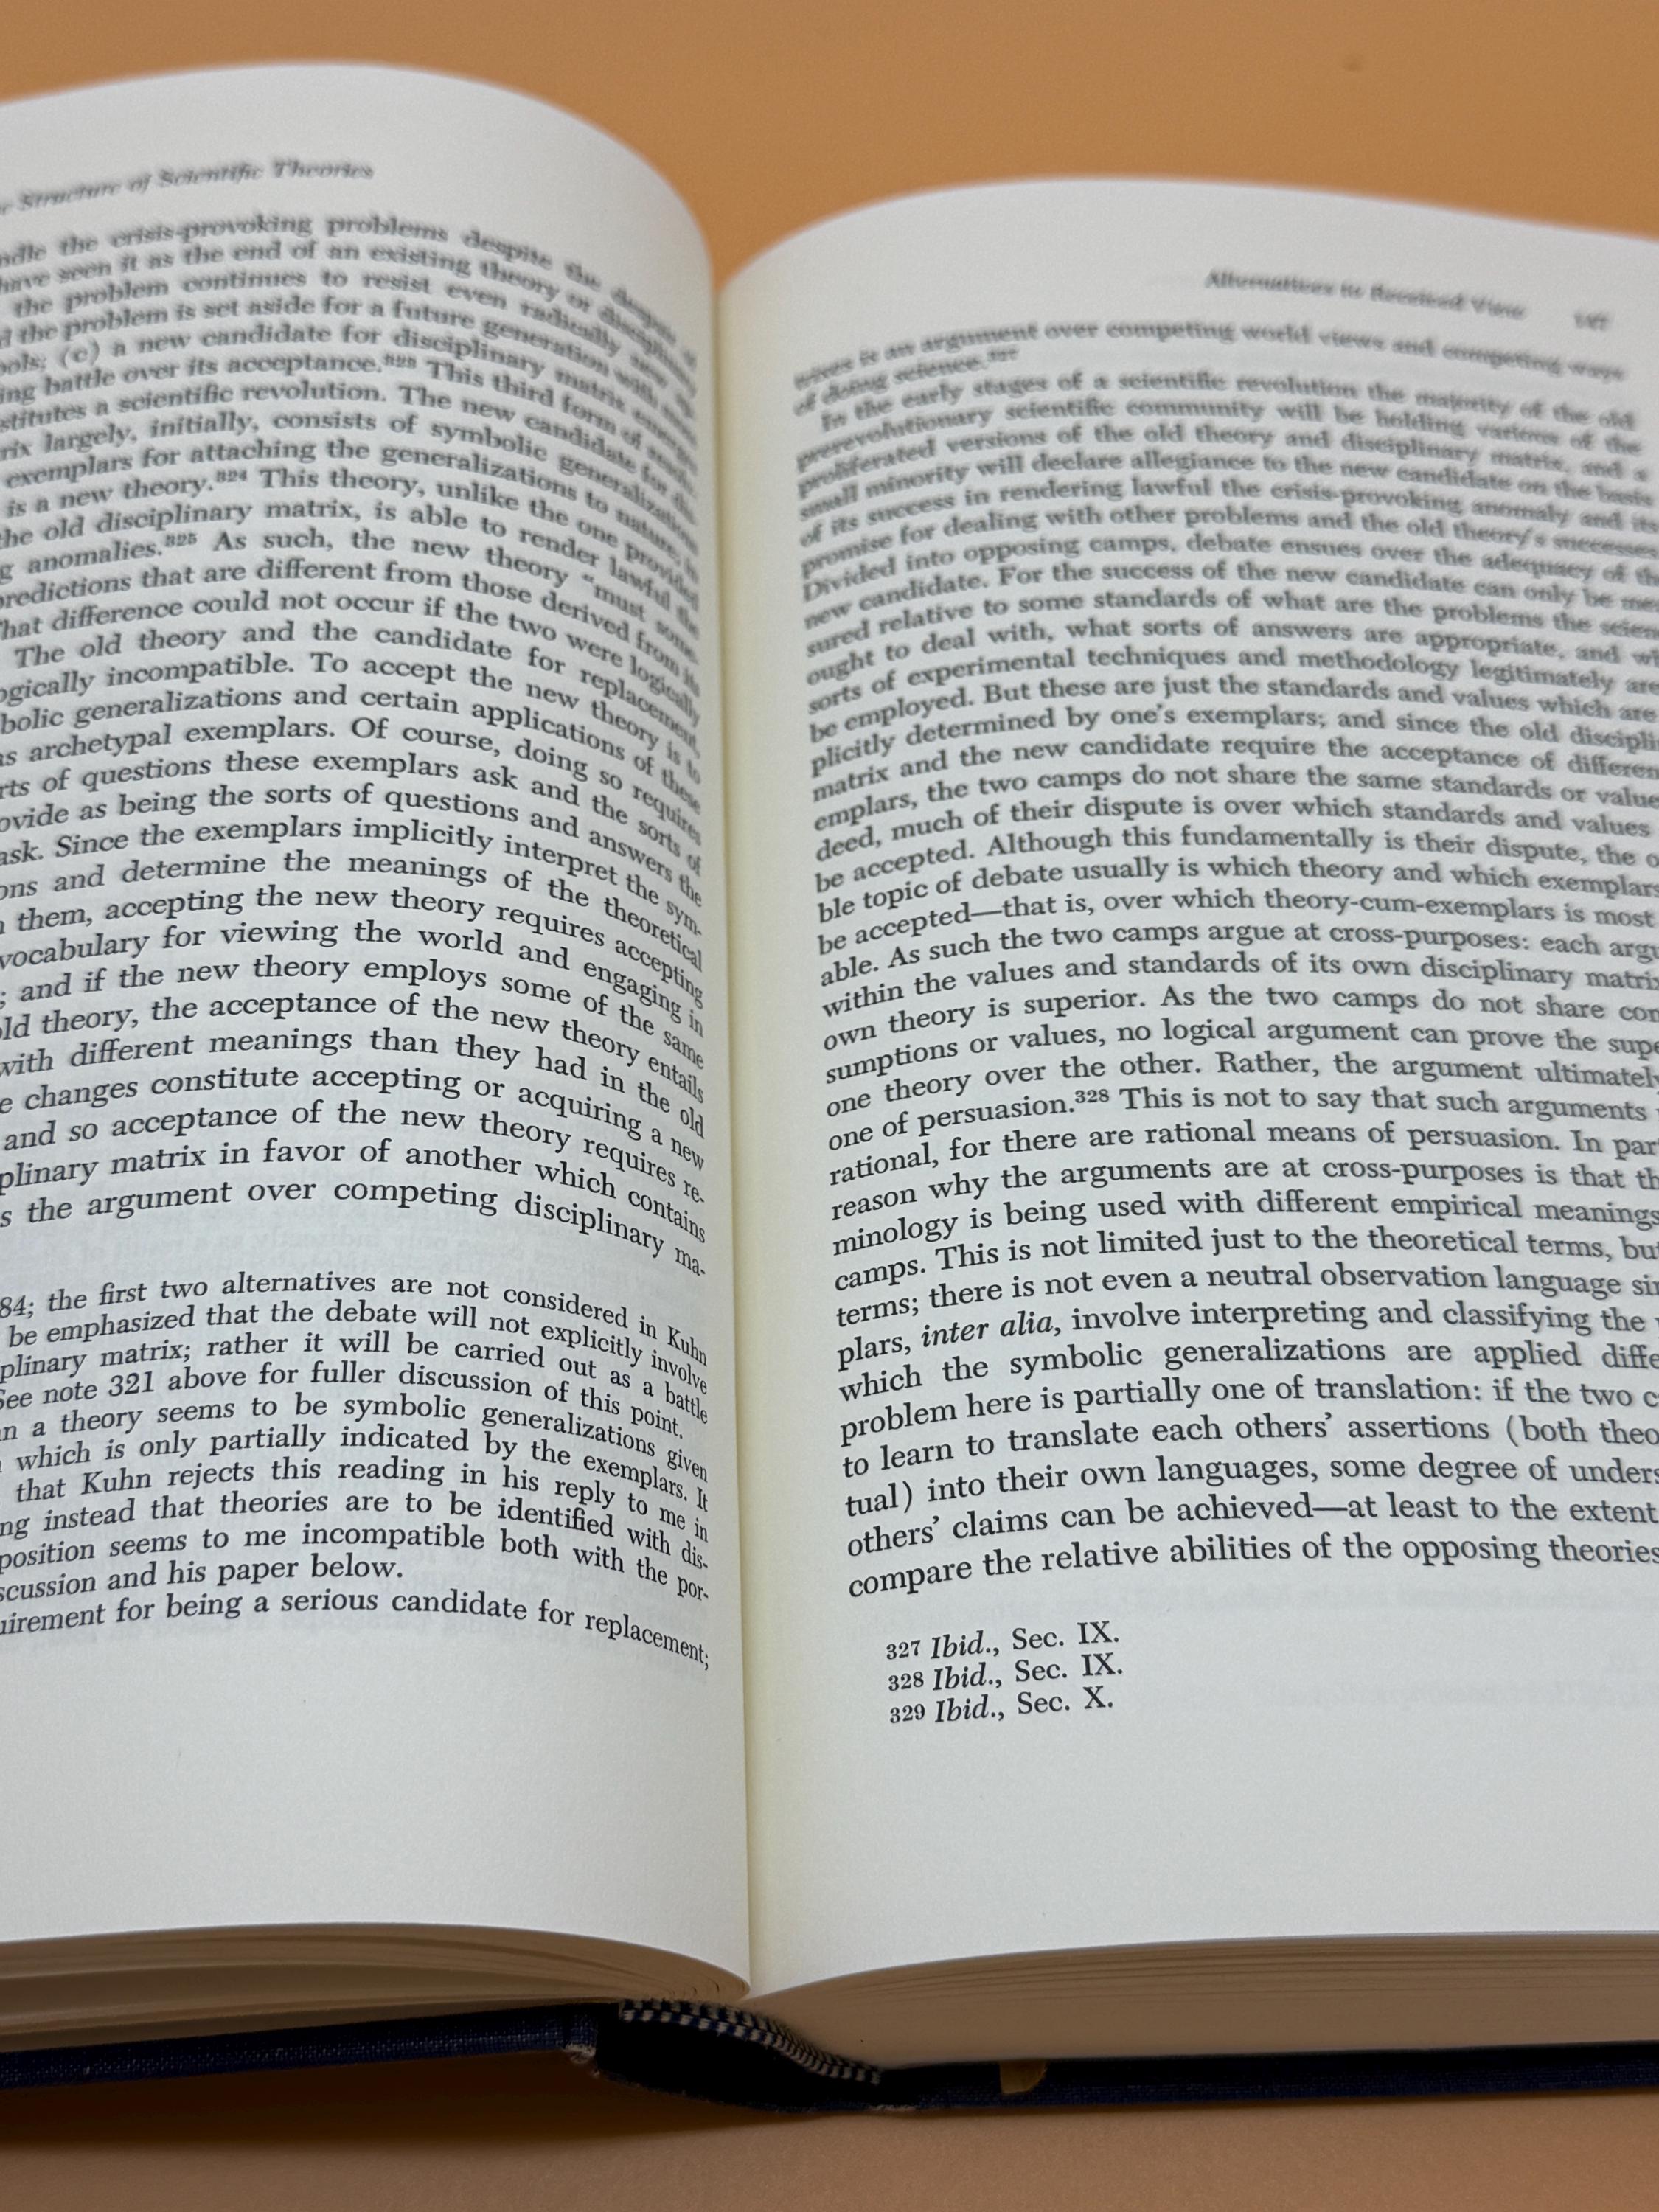 Structure of Scientific Theories
the crisis-provoking problems despite the
have seen it as the end of an existing theory or disciplinary
the problem continues to resist even radically new
the problem is set aside for a future generation with
(c) a new candidate for disciplinary matrix emerges
ing battle over its acceptance.³²³ This third form of
stitutes a scientific revolution. The new candidate for dis-
rix largely, initially, consists of symbolic generalizations
exemplars for attaching the generalizations to nature;
is a new theory.³²⁴ This theory, unlike the one provided
the old disciplinary matrix, is able to render lawful the
g anomalies.³²⁵ As such, the new theory “must some-
predictions that are different from those derived from its
That difference could not occur if the two were logically
The old theory and the candidate for replacement,
ogically incompatible. To accept the new theory is to
bolic generalizations and certain applications of these
as archetypal exemplars. Of course, doing so requires
rts of questions these exemplars ask and the sorts of
ovide as being the sorts of questions and answers the
ask. Since the exemplars implicitly interpret the sym-
ons and determine the meanings of the theoretical
them, accepting the new theory requires accepting
vocabulary for viewing the world and engaging in
; and if the new theory employs some of the same
ld theory, the acceptance of the new theory entails
with different meanings than they had in the old
e changes constitute accepting or acquiring a new
and so acceptance of the new theory requires re-
plinary matrix in favor of another which contains
s the argument over competing disciplinary ma-
84; the first two alternatives are not considered in Kuhn
be emphasized that the debate will not explicitly involve
plinary matrix; rather it will be carried out as a battle
See note 321 above for fuller discussion of this point.
n a theory seems to be symbolic generalizations given
which is only partially indicated by the exemplars. It
that Kuhn rejects this reading in his reply to me in
ng instead that theories are to be identified with dis-
position seems to me incompatible both with the por-
scussion and his paper below.
uirement for being a serious candidate for replacement;
Alternatives to Received View
trices is an argument over competing world views and competing ways
of doing science.³²⁷
In the early stages of a scientific revolution the majority of the old
prerevolutionary scientific community will be holding various of the
proliferated versions of the old theory and disciplinary matrix, and a
small minority will declare allegiance to the new candidate on the basis
of its success in rendering lawful the crisis-provoking anomaly and its
promise for dealing with other problems and the old theory's successes
Divided into opposing camps, debate ensues over the adequacy of th
new candidate. For the success of the new candidate can only be mea
sured relative to some standards of what are the problems the scien
ought to deal with, what sorts of answers are appropriate, and wh
sorts of experimental techniques and methodology legitimately are
be employed. But these are just the standards and values which are
plicitly determined by one's exemplars; and since the old discipli
matrix and the new candidate require the acceptance of differen
emplars, the two camps do not share the same standards or value
deed, much of their dispute is over which standards and values
be accepted. Although this fundamentally is their dispute, the o
ble topic of debate usually is which theory and which exemplars
be accepted—that is, over which theory-cum-exemplars is most
able. As such the two camps argue at cross-purposes: each argu
within the values and standards of its own disciplinary matrix
own theory is superior. As the two camps do not share com
sumptions or values, no logical argument can prove the supe
one theory over the other. Rather, the argument ultimately
one of persuasion.³²⁸ This is not to say that such arguments
rational, for there are rational means of persuasion. In part
reason why the arguments are at cross-purposes is that th
minology is being used with different empirical meanings
camps. This is not limited just to the theoretical terms, but
terms; there is not even a neutral observation language sin
plars, inter alia, involve interpreting and classifying the
which the symbolic generalizations are applied diffe
problem here is partially one of translation: if the two c
to learn to translate each others' assertions (both theo
tual) into their own languages, some degree of unders
others' claims can be achieved—at least to the extent
compare the relative abilities of the opposing theories
327 Ibid., Sec. IX.
328 Ibid., Sec. IX.
329 Ibid., Sec. X.